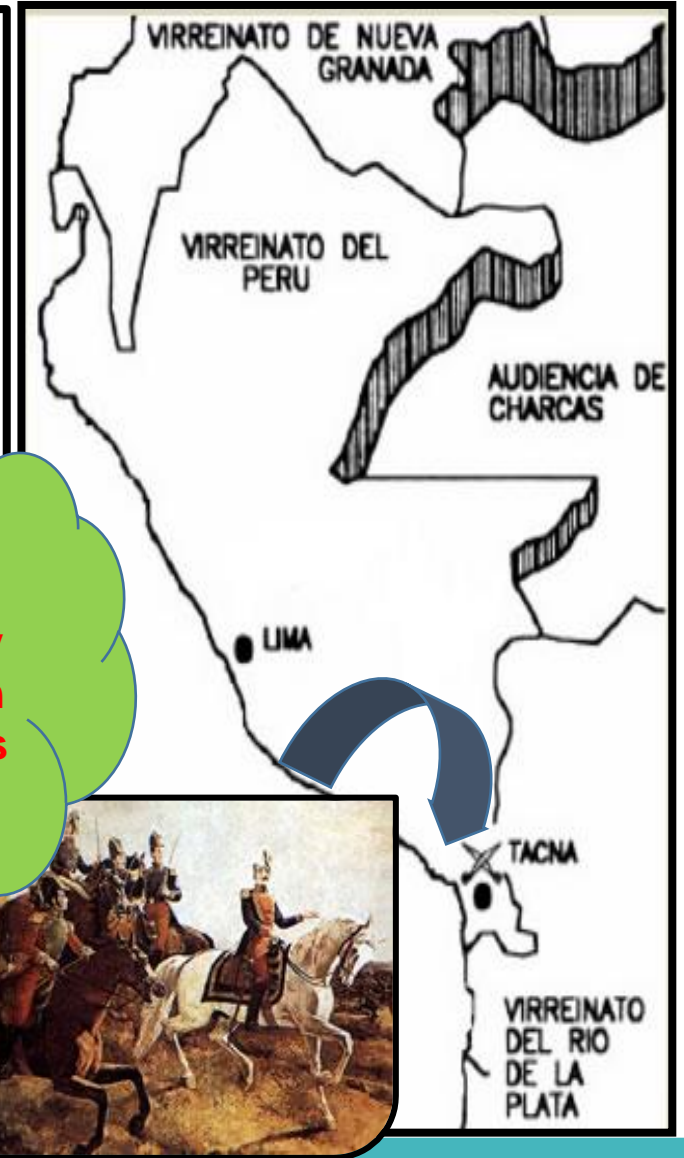 VIRREINATO DE NUEVA
GRANADA
VIRREINATO DEL
PERU
AUDIENCIA DE
CHARCAS
LIMA
TACNA
VIRREINATO
DEL RIO
DE LA
PLATA